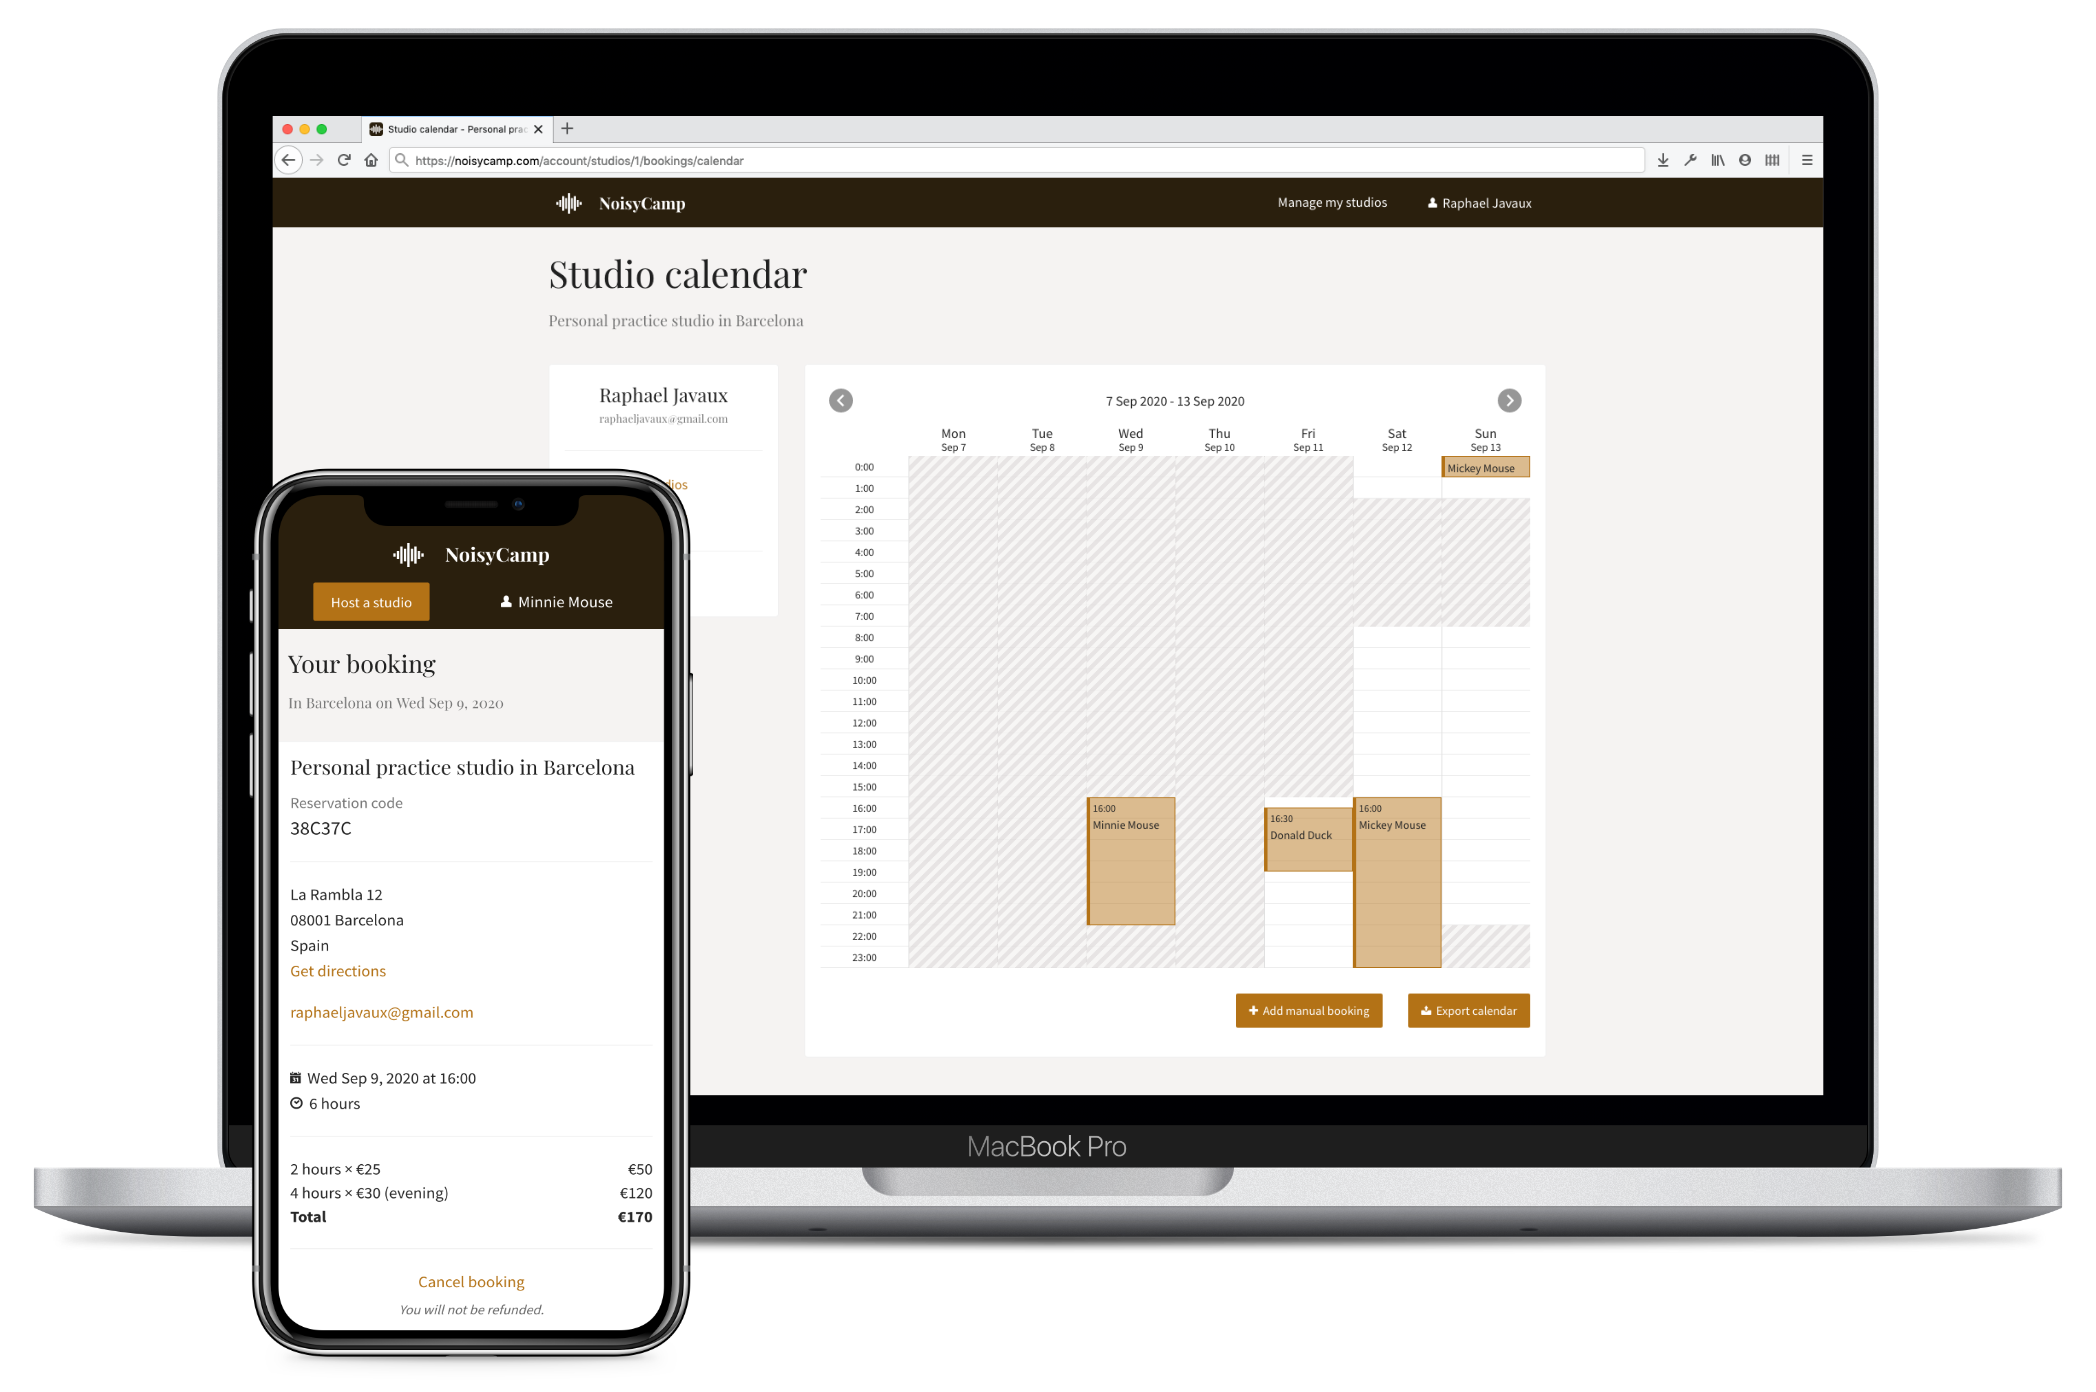 Studio calendar - Personal prac
https://noisycamp.com/account/studios/1/bookings/calendar
NoisyCamp
Manage my studios
Raphael Javaux
Studio calendar
Personal practice studio in Barcelona
Raphael Javaux
raphaeljavaux@gmail.com
dios
7 Sep 2020 - 13 Sep 2020
Mon Tue Wed Thu Fri Sat Sun
Sep 7 Sep 8 Sep 9 Sep 10 Sep 11 Sep 12 Sep 13
0:00 Mickey Mouse
1:00
2:00
3:00
4:00
5:00
6:00
7:00
8:00
9:00
10:00
11:00
12:00
13:00
14:00
15:00
16:00
17:00
18:00
19:00
20:00
21:00
22:00
23:00
16:00
Minnie Mouse
16:30
Donald Duck
16:00
Mickey Mouse
Add manual booking
Export calendar
MacBook Pro
NoisyCamp
Host a studio
Minnie Mouse
Your booking
In Barcelona on Wed Sep 9, 2020
Personal practice studio in Barcelona
Reservation code
38C37C
La Rambla 12
08001 Barcelona
Spain
Get directions
raphaeljavaux@gmail.com
Wed Sep 9, 2020 at 16:00
6 hours
2 hours × €25 €50
4 hours × €30 (evening) €120
Total €170
Cancel booking
You will not be refunded.